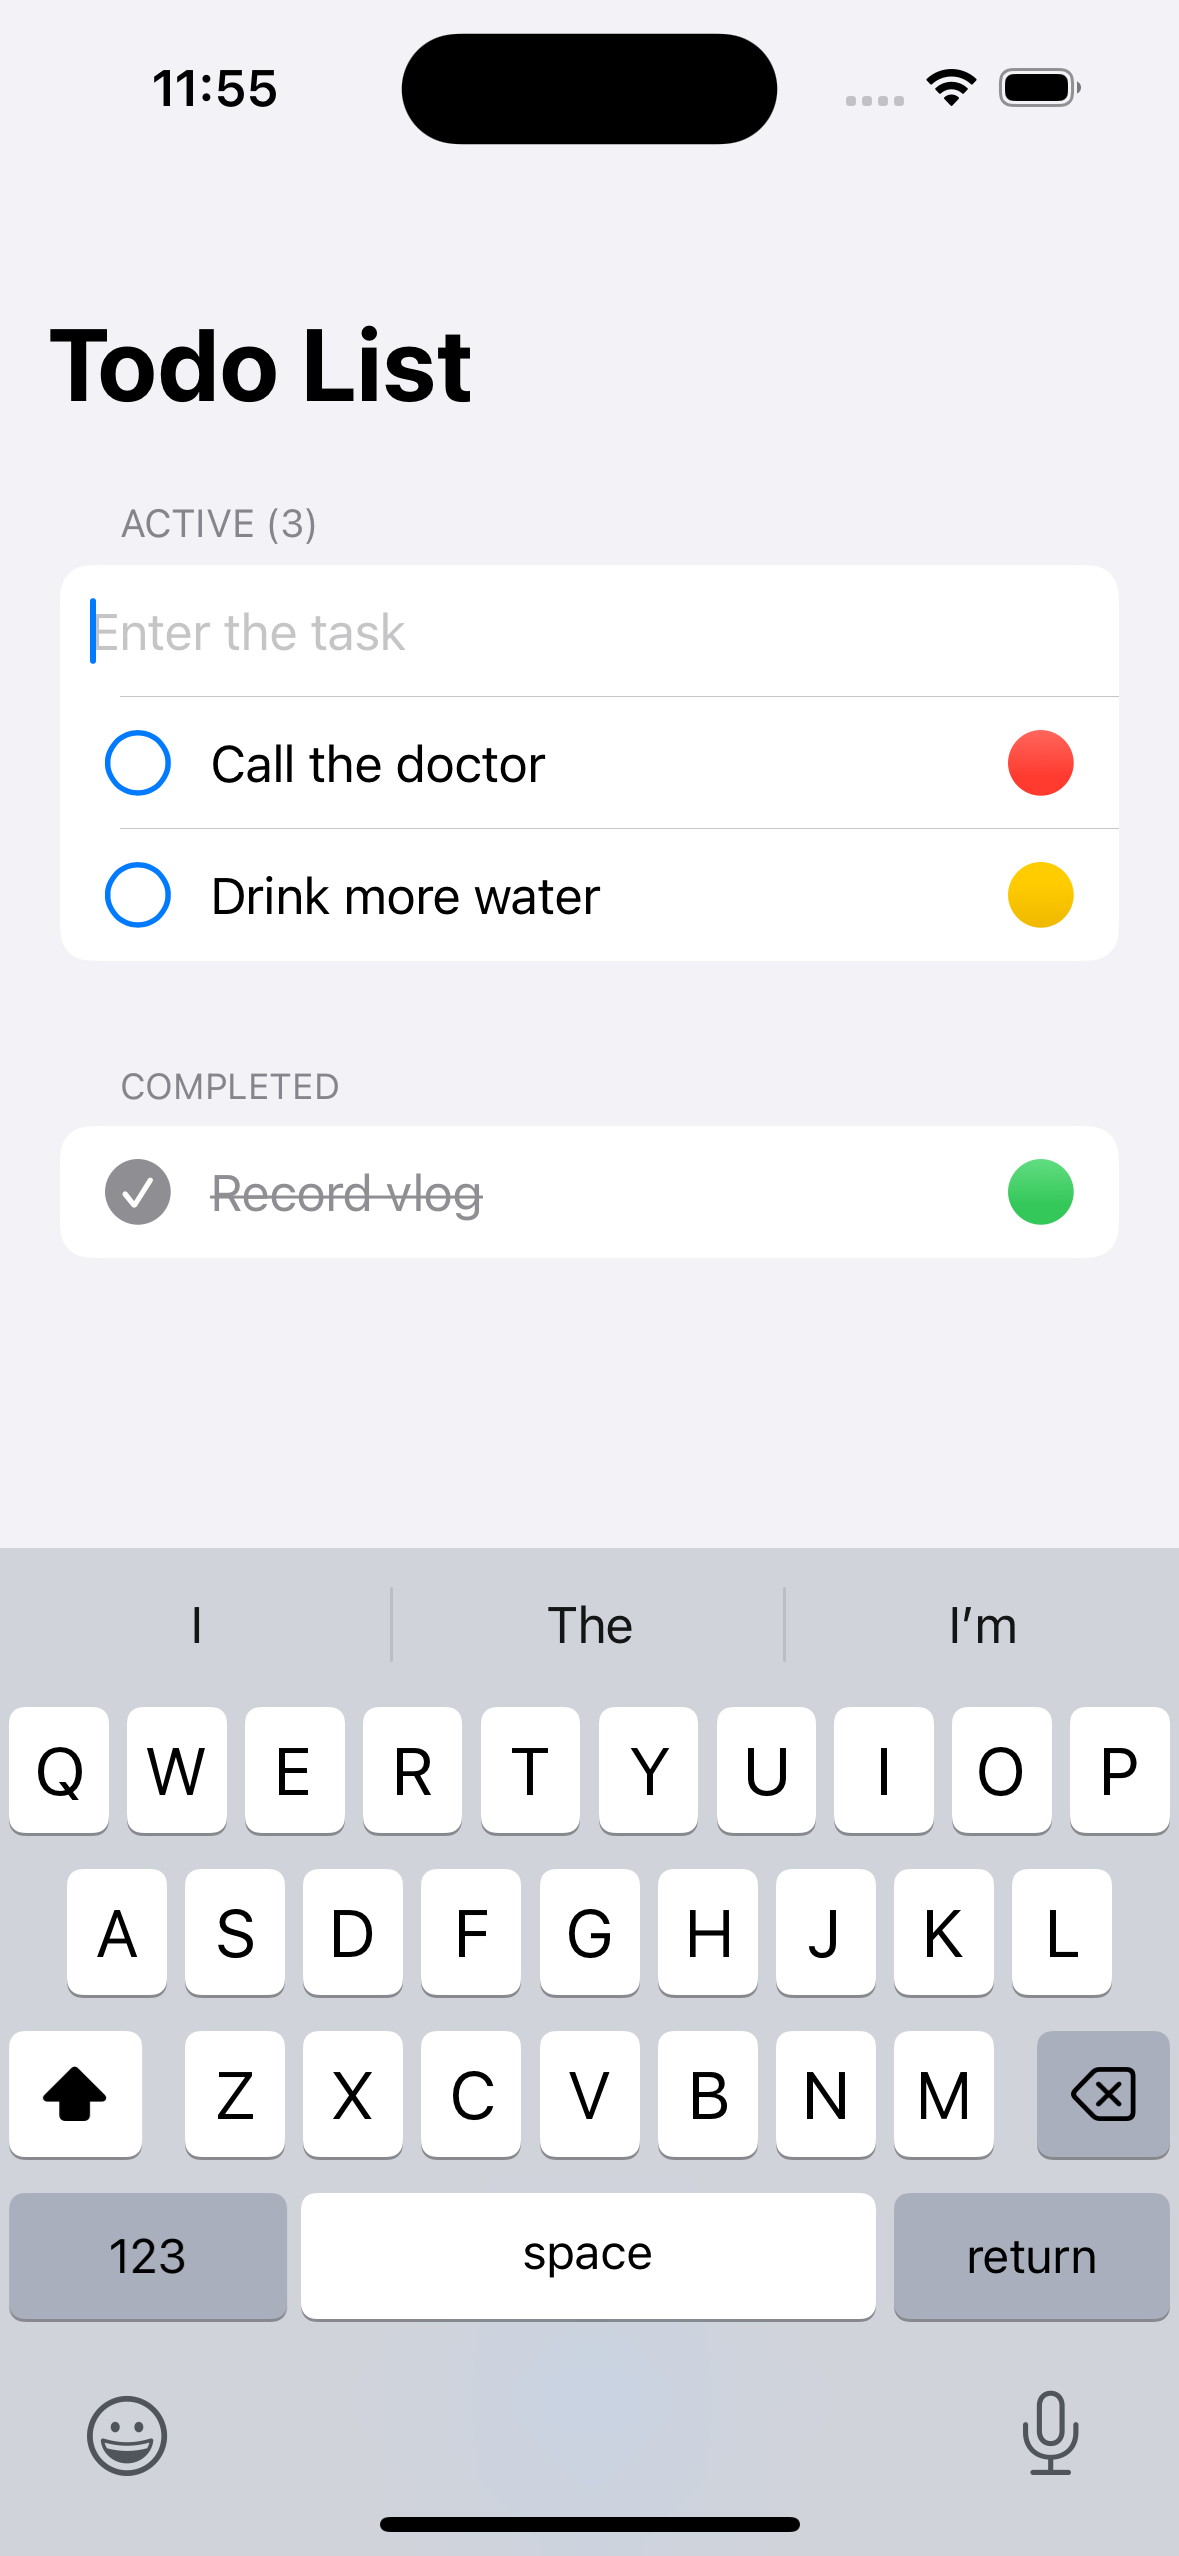 11:55
Todo List
ACTIVE (3)
Enter the task
Call the doctor
Drink more water
COMPLETED
Record vlog
I The I’m
Q W E R T Y U I O P
A S D F G H J K L
Z X C V B N M
123 space return